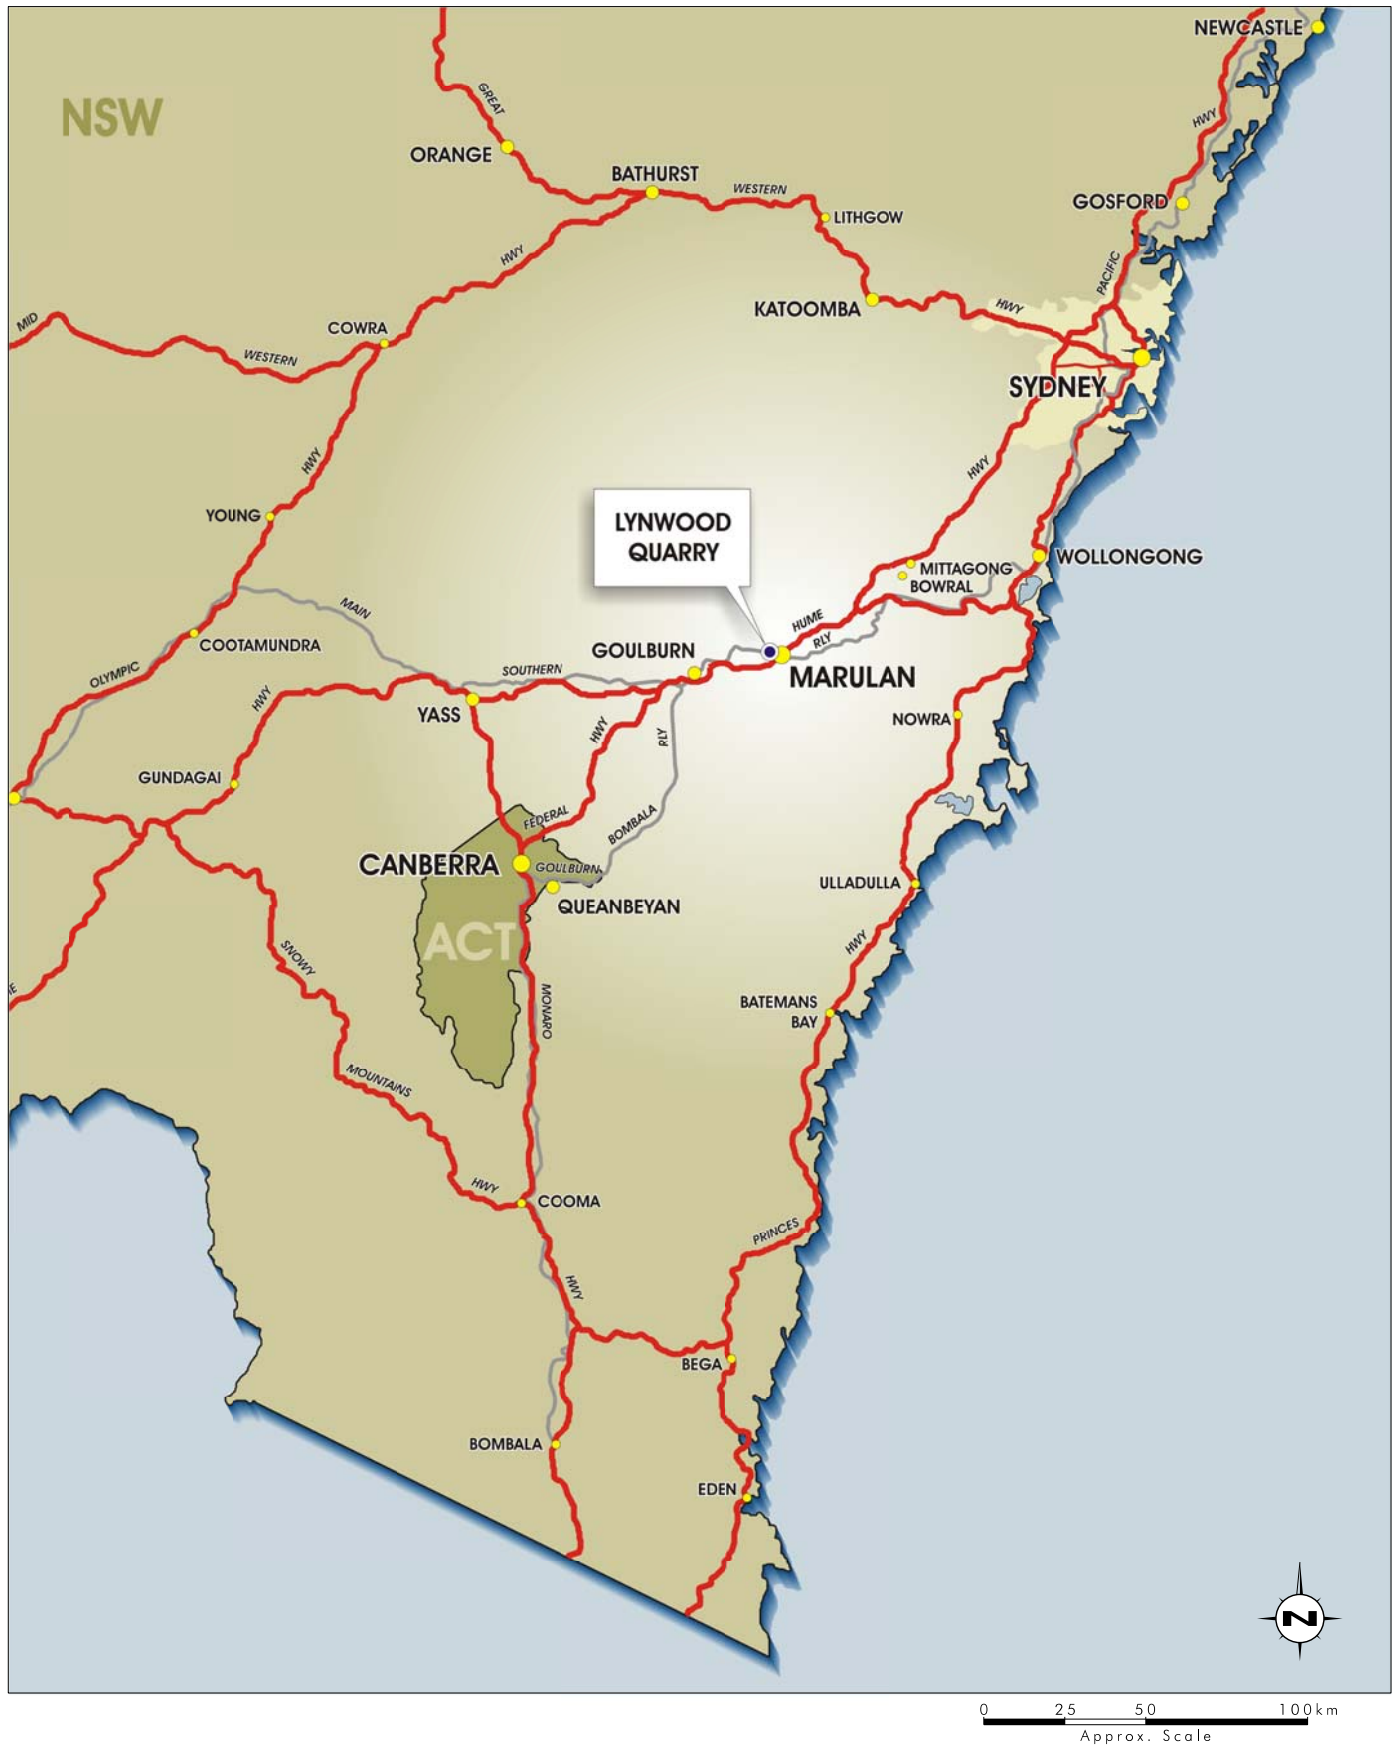 NEWCASTLE
NSW
GREAT
HWY
ORANGE
BATHURST
WESTERN
GOSFORD
LITHGOW
HWY
PACIFIC
KATOOMBA
HWY
MID
COWRA
WESTERN
SYDNEY
HWY
HWY
YOUNG
LYNWOOD
QUARRY
WOLLONGONG
MITTAGONG
BOWRAL
MAIN
HUME
RLY
COOTAMUNDRA
GOULBURN
MARULAN
OLYMPIC
SOUTHERN
HWY
YASS
NOWRA
HWY
RLY
GUNDAGAI
FEDERAL
BOMBALA
CANBERRA
GOULBURN
ULLADULLA
QUEANBEYAN
ACT
HWY
SNOWY
BATEMANS
BAY
MONARO
MOUNTAINS
HWY
COOMA
PRINCES
HWY
BEGA
BOMBALA
EDEN
N
0 25 50 100km
Approx. Scale